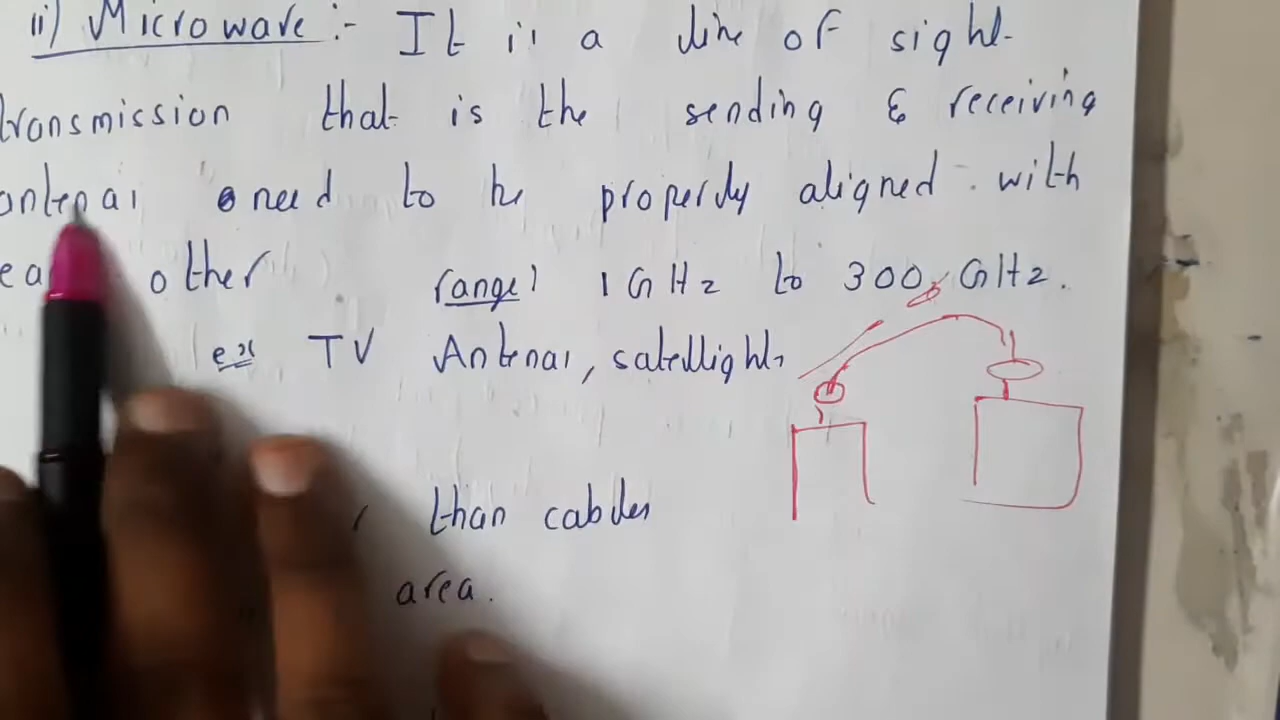 ii) Microwave :- It is a line of sight
transmission that is the sending & receiving
antenas need to be properly aligned with
ea other range: 1 GHz to 300 GHz.
ex TV Antenas, satellights
than cables
area.